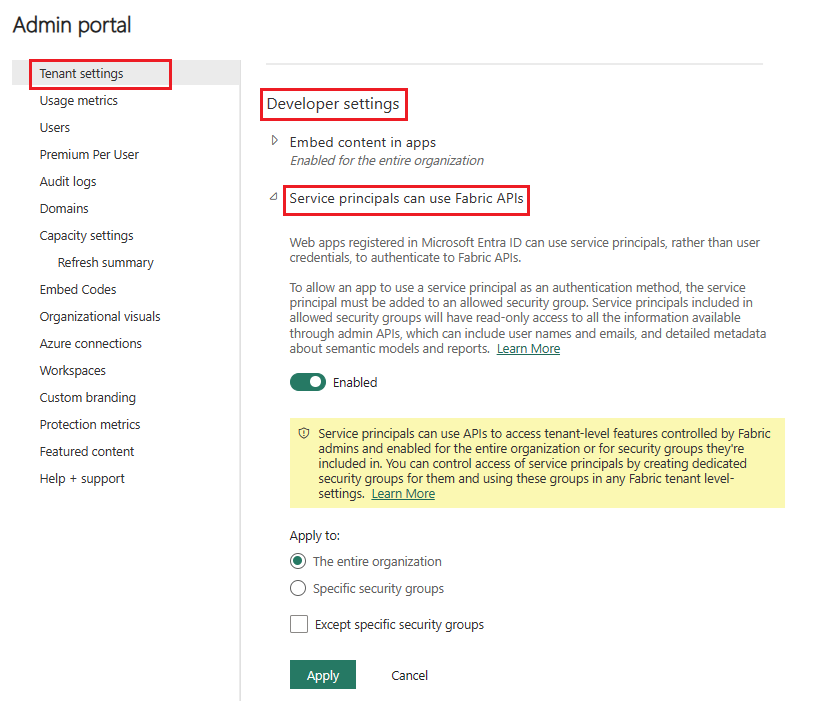 Admin portal
Tenant settings
Usage metrics
Users
Premium Per User
Audit logs
Domains
Capacity settings
Refresh summary
Embed Codes
Organizational visuals
Azure connections
Workspaces
Custom branding
Protection metrics
Featured content
Help + support
Developer settings
Embed content in apps
Enabled for the entire organization
Service principals can use Fabric APIs
Web apps registered in Microsoft Entra ID can use service principals, rather than user
credentials, to authenticate to Fabric APIs.
To allow an app to use a service principal as an authentication method, the service
principal must be added to an allowed security group. Service principals included in
allowed security groups will have read-only access to all the information available
through admin APIs, which can include user names and emails, and detailed metadata
about semantic models and reports. Learn More
Enabled
Service principals can use APIs to access tenant-level features controlled by Fabric
admins and enabled for the entire organization or for security groups they're
included in. You can control access of service principals by creating dedicated
security groups for them and using these groups in any Fabric tenant level-
settings. Learn More
Apply to:
The entire organization
Specific security groups
Except specific security groups
Apply
Cancel